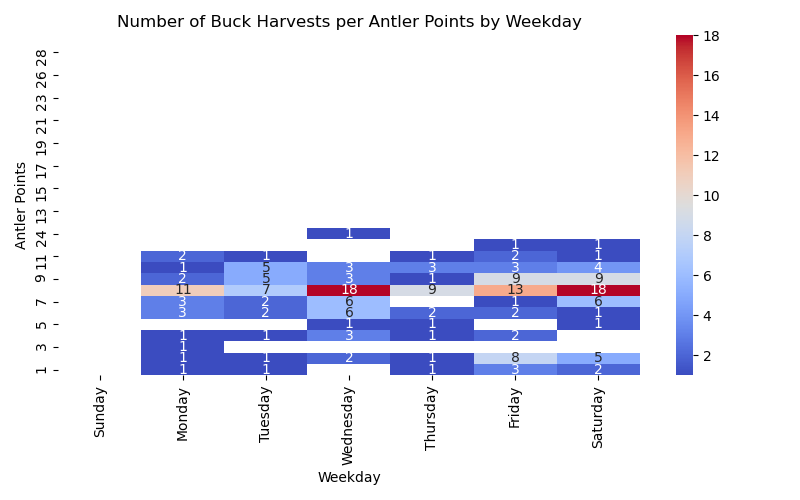 Number of Buck Harvests per Antler Points by Weekday
Antler Points
28
26
23
21
19
17
15
13
24 1
1 1
11 2 1 1 2 1
1 5 3 3 3 4
9 2 5 3 1 9 9
11 7 18 9 13 18
7 3 2 6 1 6
3 2 6 2 2 1
5 1 1 1
1 1 3 1 2
3 1
1 1 2 1 8 5
1 1 1 1 3 2
Sunday
Monday
Tuesday
Wednesday
Thursday
Friday
Saturday
Weekday
18
16
14
12
10
8
6
4
2